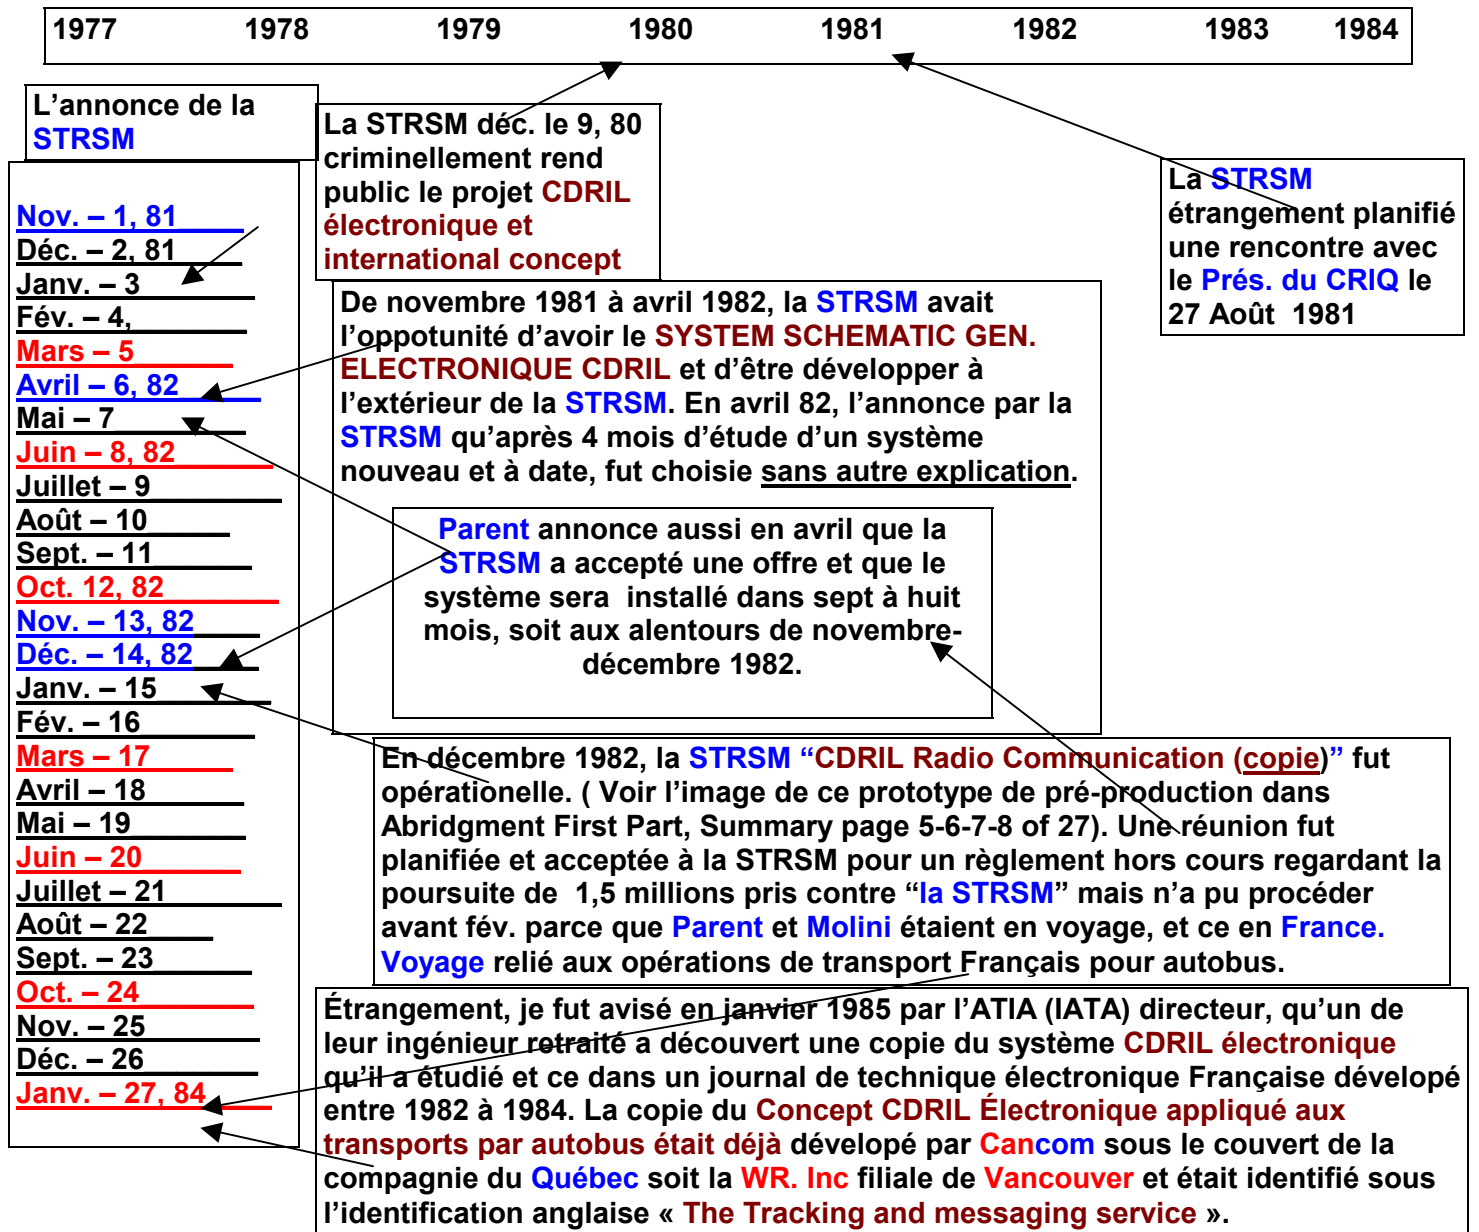 1977 1978 1979 1980 1981 1982 1983 1984
L’annonce de la
STRSM
Nov. – 1, 81
Déc. – 2, 81
Janv. – 3
Fév. – 4,
Mars – 5
Avril – 6, 82
Mai – 7
Juin – 8, 82
Juillet – 9
Août – 10
Sept. – 11
Oct. 12, 82
Nov. – 13, 82
Déc. – 14, 82
Janv. – 15
Fév. – 16
Mars – 17
Avril – 18
Mai – 19
Juin – 20
Juillet – 21
Août – 22
Sept. – 23
Oct. – 24
Nov. – 25
Déc. – 26
Janv. – 27, 84
La STRSM déc. le 9, 80
criminellement rend
public le projet CDRIL
électronique et
international concept
La STRSM
étrangement planifié
une rencontre avec
le Prés. du CRIQ le
27 Août 1981
De novembre 1981 à avril 1982, la STRSM avait
l’oppotunité d’avoir le SYSTEM SCHEMATIC GEN.
ELECTRONIQUE CDRIL et d’être développer à
l’extérieur de la STRSM. En avril 82, l’annonce par la
STRSM qu’après 4 mois d’étude d’un système
nouveau et à date, fut choisie sans autre explication.
Parent annonce aussi en avril que la
STRSM a accepté une offre et que le
système sera installé dans sept à huit
mois, soit aux alentours de novembre-
décembre 1982.
En décembre 1982, la STRSM “CDRIL Radio Communication (copie)” fut
opérationelle. ( Voir l’image de ce prototype de pré-production dans
Abridgment First Part, Summary page 5-6-7-8 of 27). Une réunion fut
planifiée et acceptée à la STRSM pour un règlement hors cours regardant la
poursuite de 1,5 millions pris contre “la STRSM” mais n’a pu procéder
avant fév. parce que Parent et Molini étaient en voyage, et ce en France.
Voyage relié aux opérations de transport Français pour autobus.
Étrangement, je fut avisé en janvier 1985 par l’ATIA (IATA) directeur, qu’un de
leur ingénieur retraité a découvert une copie du système CDRIL électronique
qu’il a étudié et ce dans un journal de technique électronique Française dévelopé
entre 1982 à 1984. La copie du Concept CDRIL Électronique appliqué aux
transports par autobus était déjà dévelopé par Cancom sous le couvert de la
compagnie du Québec soit la WR. Inc filiale de Vancouver et était identifié sous
l’identification anglaise « The Tracking and messaging service ».